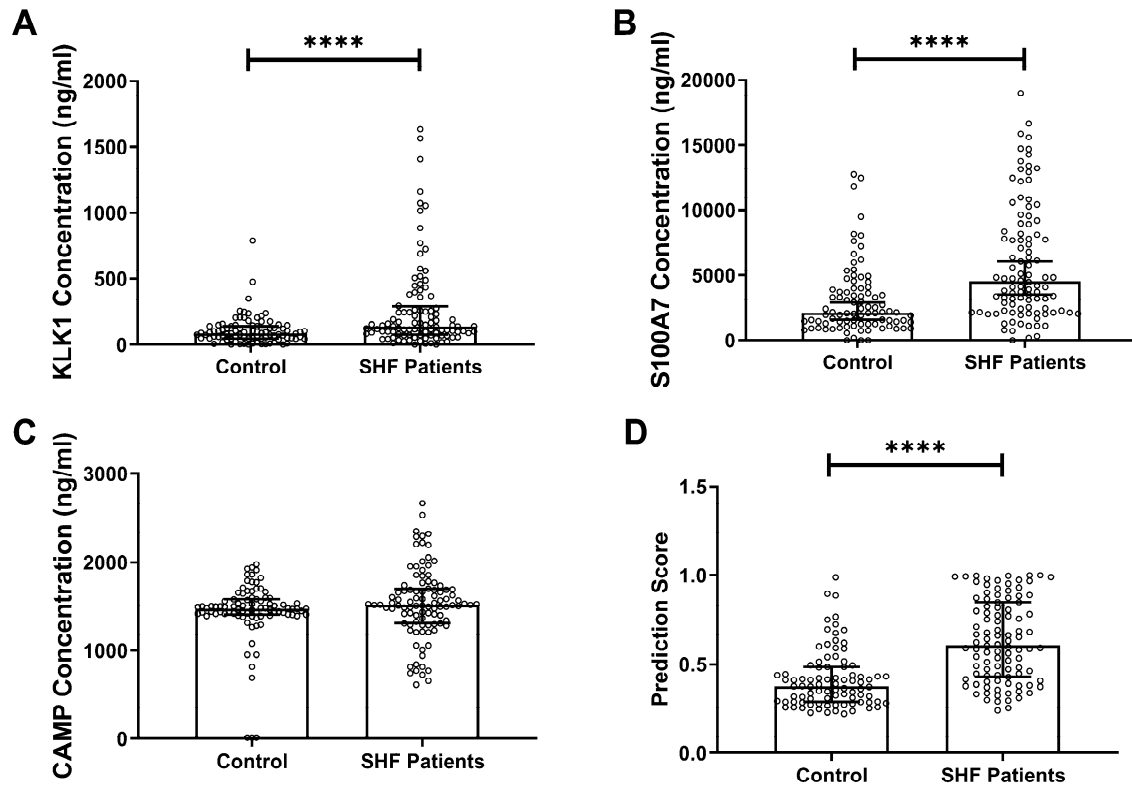 A
KLK1 Concentration (ng/ml)
****
2000
1500
1000
500
0
Control
SHF Patients
B
S100A7 Concentration (ng/ml)
****
20000
15000
10000
5000
0
Control
SHF Patients
C
CAMP Concentration (ng/ml)
3000
2000
1000
0
Control
SHF Patients
D
Prediction Score
****
1.5
1.0
0.5
0.0
Control
SHF Patients